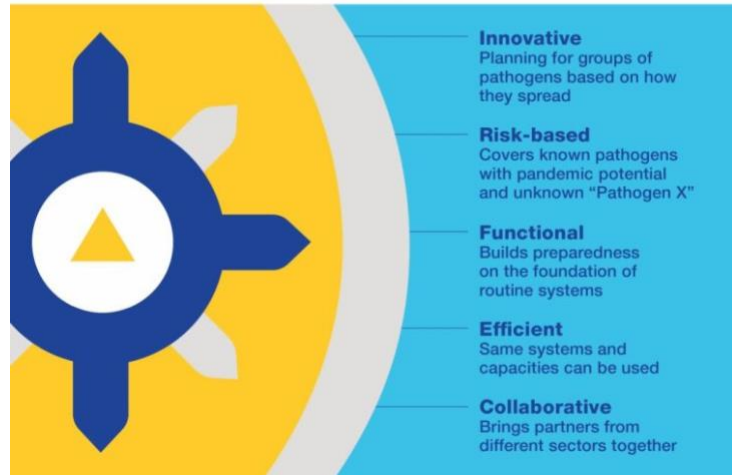 Innovative
Planning for groups of
pathogens based on how
they spread
Risk-based
Covers known pathogens
with pandemic potential
and unknown “Pathogen X”
Functional
Builds preparedness
on the foundation of
routine systems
Efficient
Same systems and
capacities can be used
Collaborative
Brings partners from
different sectors together